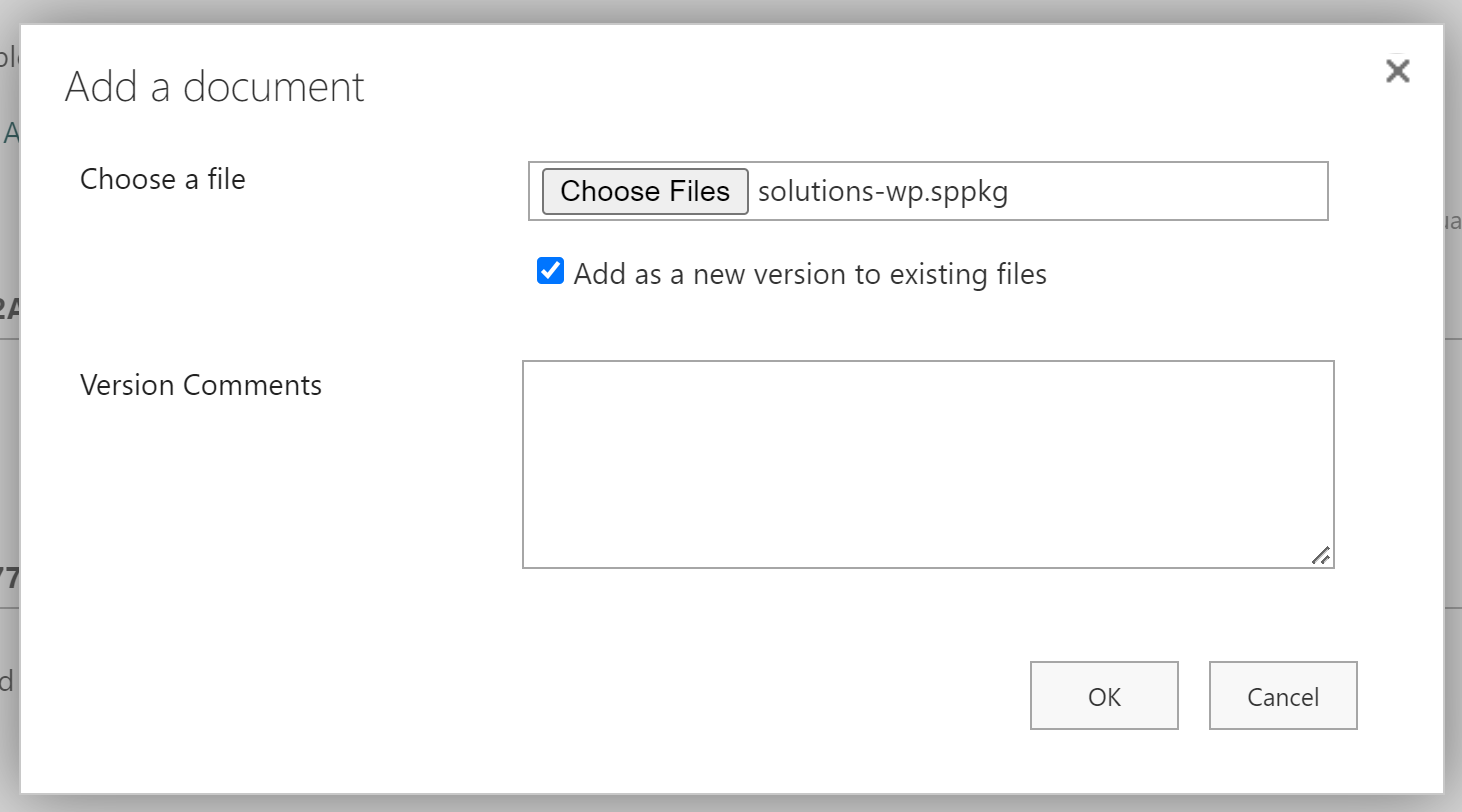 Add a document
Choose a file
Choose Files solutions-wp.sppkg
Add as a new version to existing files
Version Comments
OK
Cancel